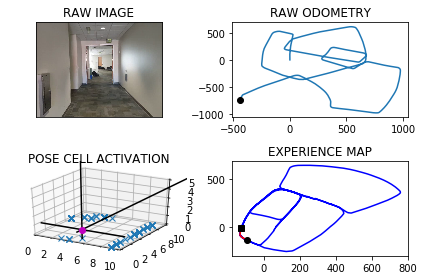 RAW IMAGE
RAW ODOMETRY
500
0
−500
−1000
−500 0 500 1000
POSE CELL ACTIVATION
5
4
3
2
1
0
0 2 4 6 8 10
0 2 4 6 8 10
EXPERIENCE MAP
500
0
0 200 400 600 800